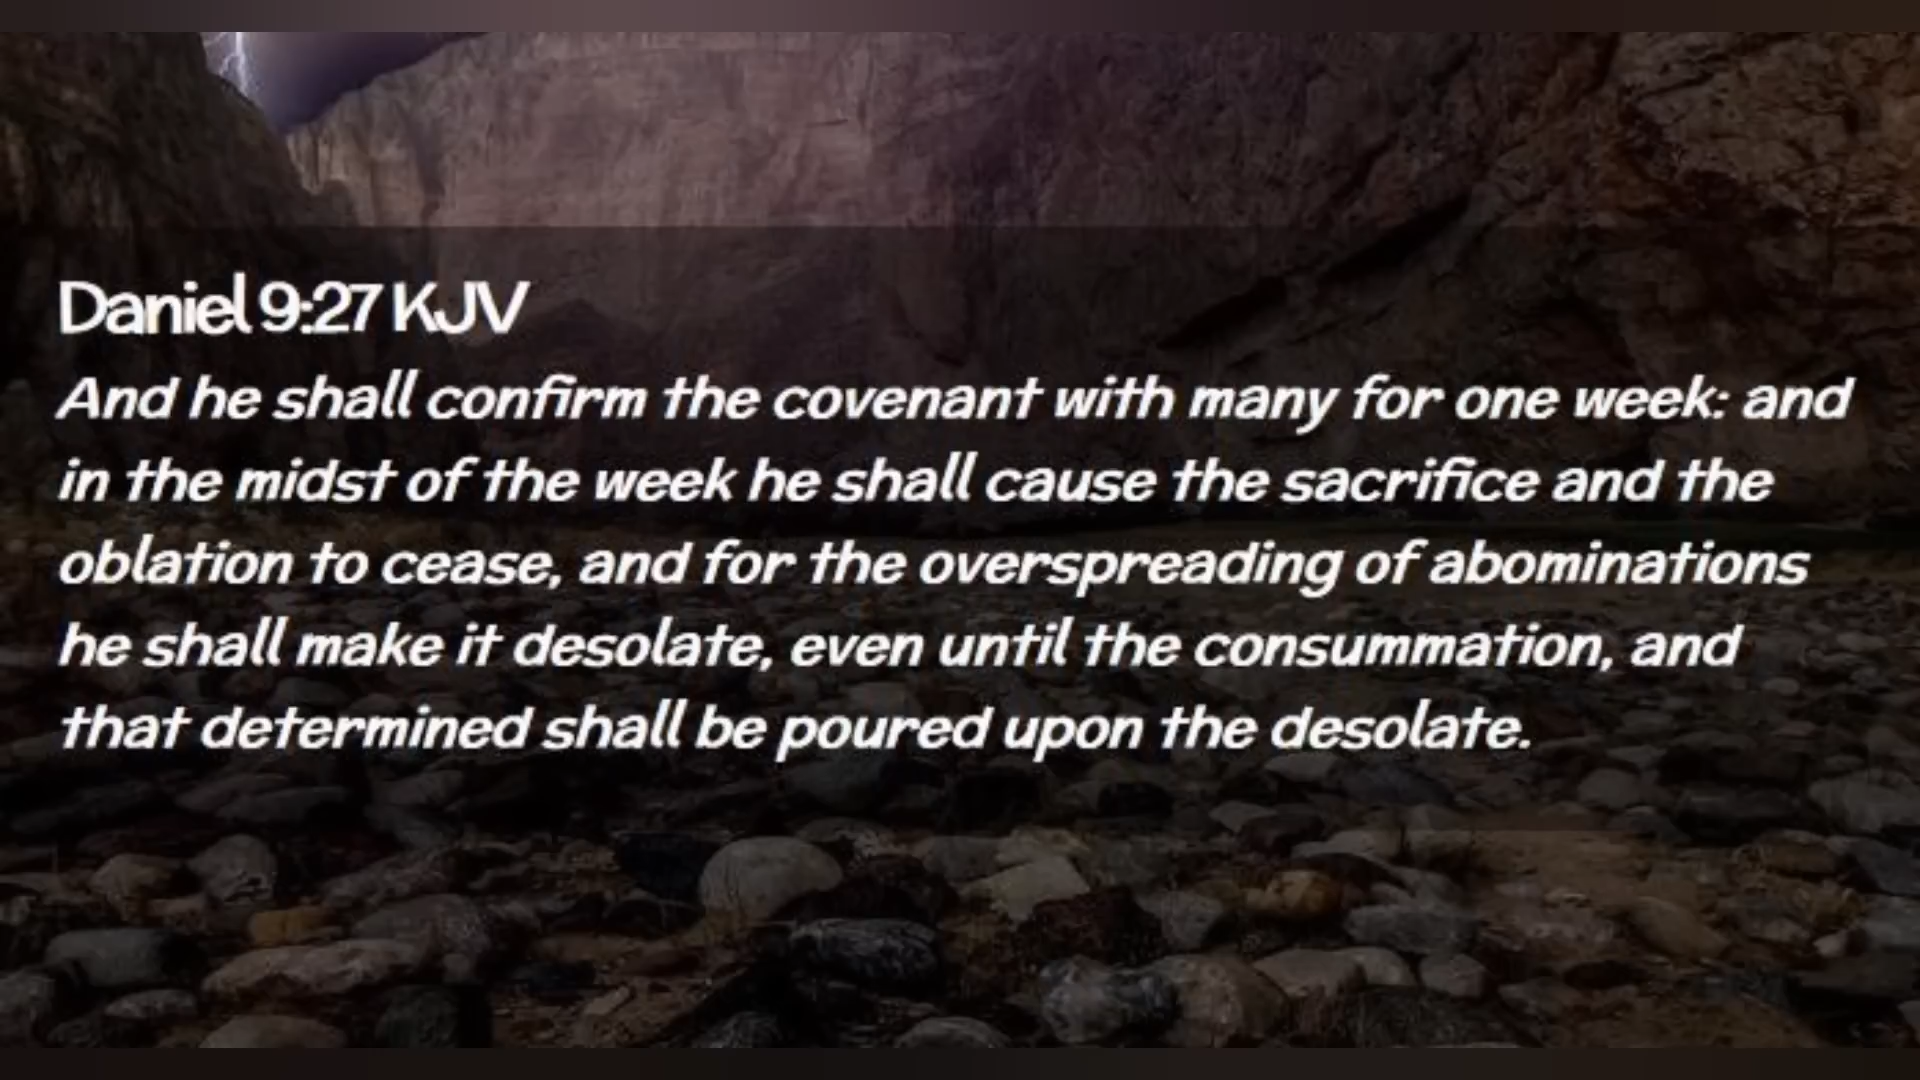 Daniel 9:27 KJV
And he shall confirm the covenant with many for one week: and
in the midst of the week he shall cause the sacrifice and the
oblation to cease, and for the overspreading of abominations
he shall make it desolate, even until the consummation, and
that determined shall be poured upon the desolate.